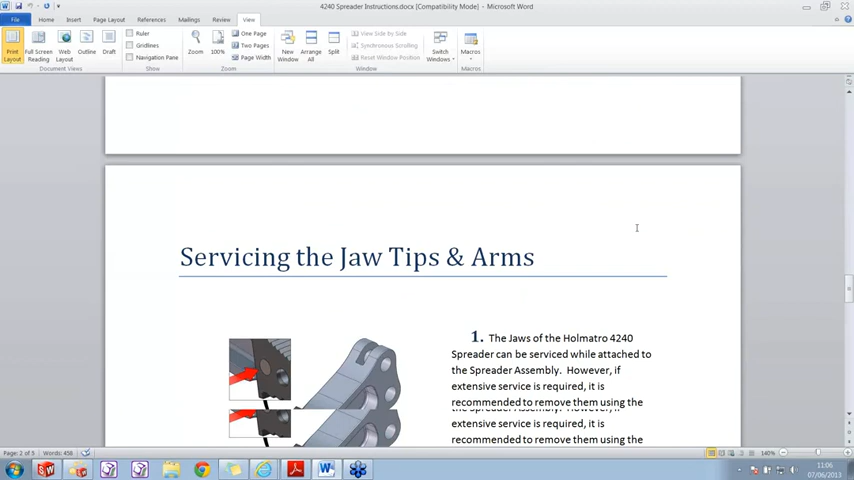 4240 Spreader Instructions.docx [Compatibility Mode] - Microsoft Word
File Home Insert Page Layout References Mailings Review View
Print Layout
Full Screen Reading
Web Layout
Outline
Draft
Document Views
Ruler
Gridlines
Navigation Pane
Show
Zoom
100%
One Page
Two Pages
Page Width
Zoom
New Window
Arrange All
Split
View Side by Side
Synchronous Scrolling
Reset Window Position
Window
Switch Windows
Macros
Macros
Servicing the Jaw Tips & Arms
1. The Jaws of the Holmatro 4240
Spreader can be serviced while attached to
the Spreader Assembly. However, if
extensive service is required, it is
recommended to remove them using the
the Spreader Assembly. However, if
extensive service is required, it is
recommended to remove them using the
Page: 2 of 5 Words: 456
140%
11:06
07/06/2013